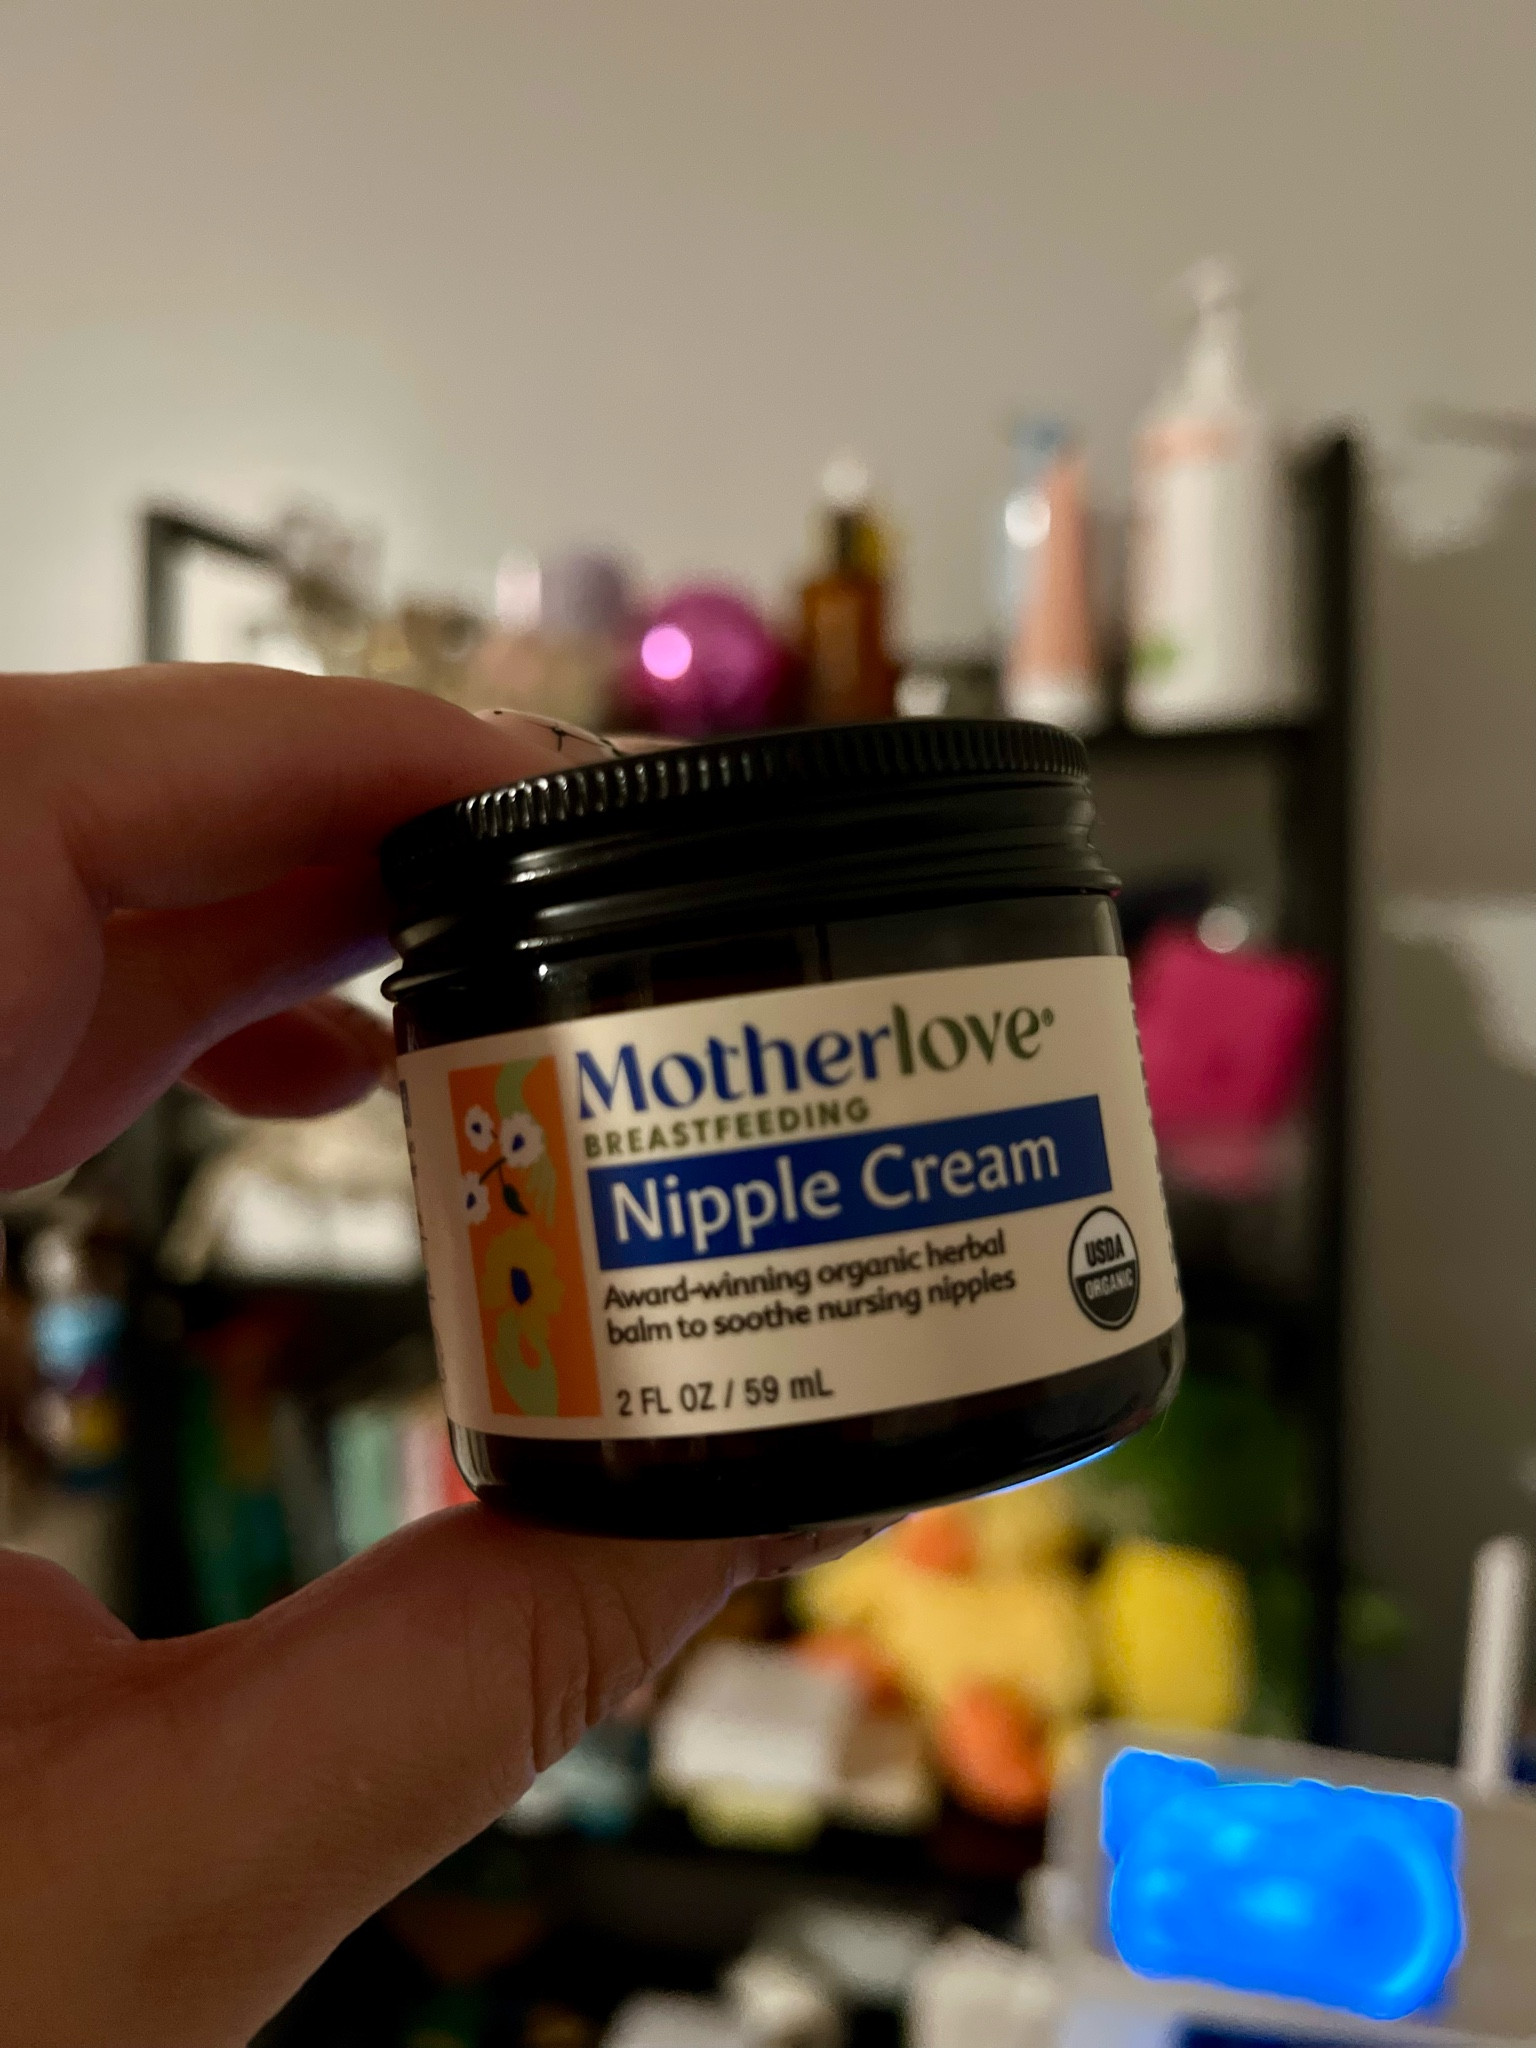 Motherlove®
BREASTFEEDING
Nipple Cream
Award-winning organic herbal
balm to soothe nursing nipples
USDA
ORGANIC
2 FL OZ / 59 mL